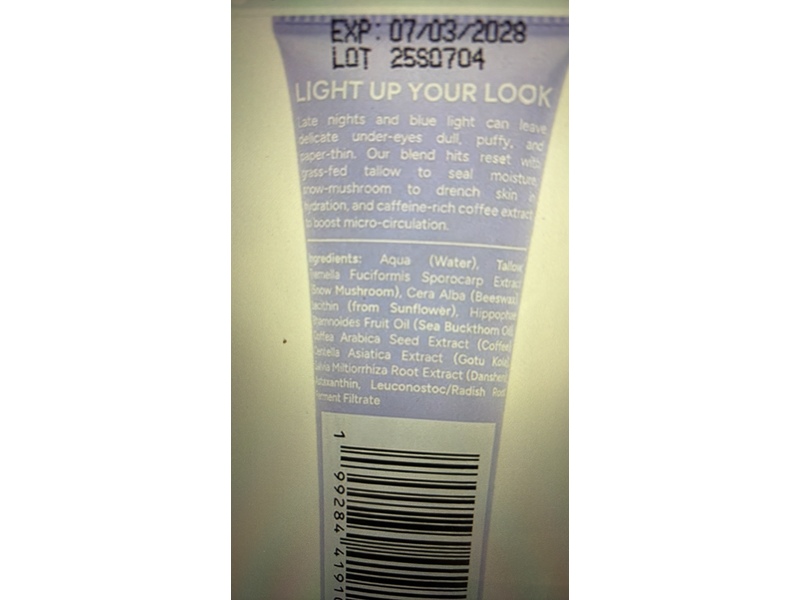 EXP: 07/03/2028
LOT 25S0704
LIGHT UP YOUR LOOK
Late nights and blue light can leave
delicate under-eyes dull, puffy, and
paper-thin. Our blend hits reset with
grass-fed tallow to seal moisture,
snow-mushroom to drench skin in
hydration, and caffeine-rich coffee extract
to boost micro-circulation.
Ingredients: Aqua (Water), Tallow
Tremella Fuciformis Sporocarp Extract
(Snow Mushroom), Cera Alba (Beeswax)
Lecithin (from Sunflower), Hippophae
Rhamnoides Fruit Oil (Sea Buckthorn Oil)
Coffea Arabica Seed Extract (Coffee)
Centella Asiatica Extract (Gotu Kola)
Salvia Miltiorrhiza Root Extract (Danshen)
Astaxanthin, Leuconostoc/Radish Root
Ferment Filtrate
1 99284 4191